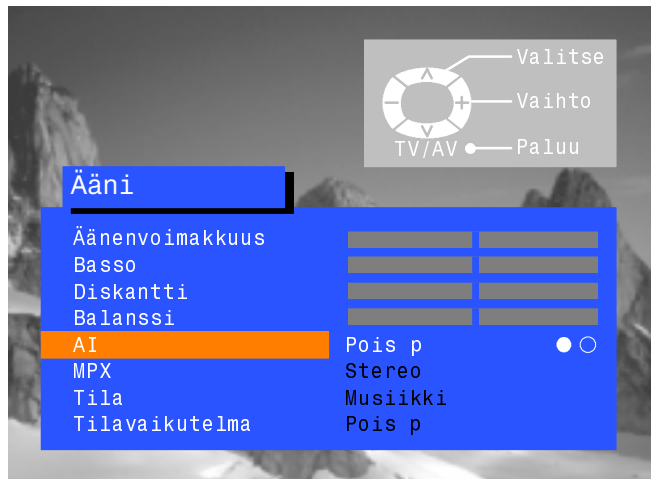 Valitse
Vaihto
TV/AV Paluu
Ääni
Äänenvoimakkuus
Basso
Diskantti
Balanssi
AI Pois p
MPX Stereo
Tila Musiikki
Tilavaikutelma Pois p